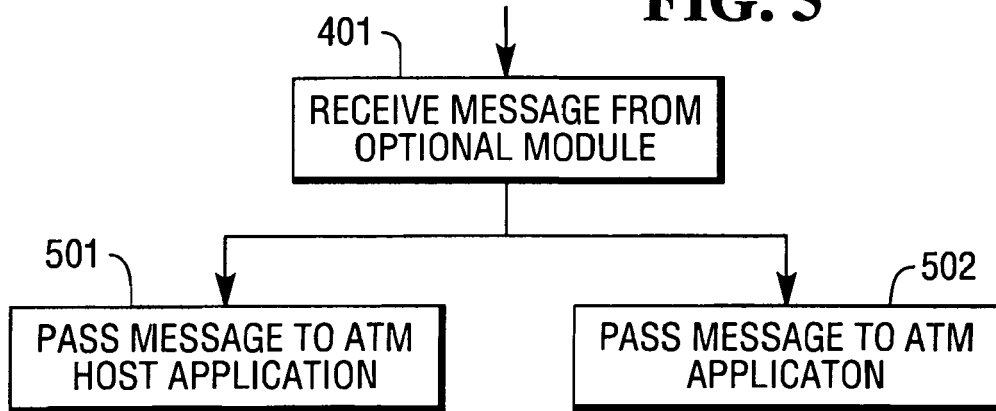 FIG. 5
401
RECEIVE MESSAGE FROM
OPTIONAL MODULE
501
PASS MESSAGE TO ATM
HOST APPLICATION
502
PASS MESSAGE TO ATM
APPLICATON